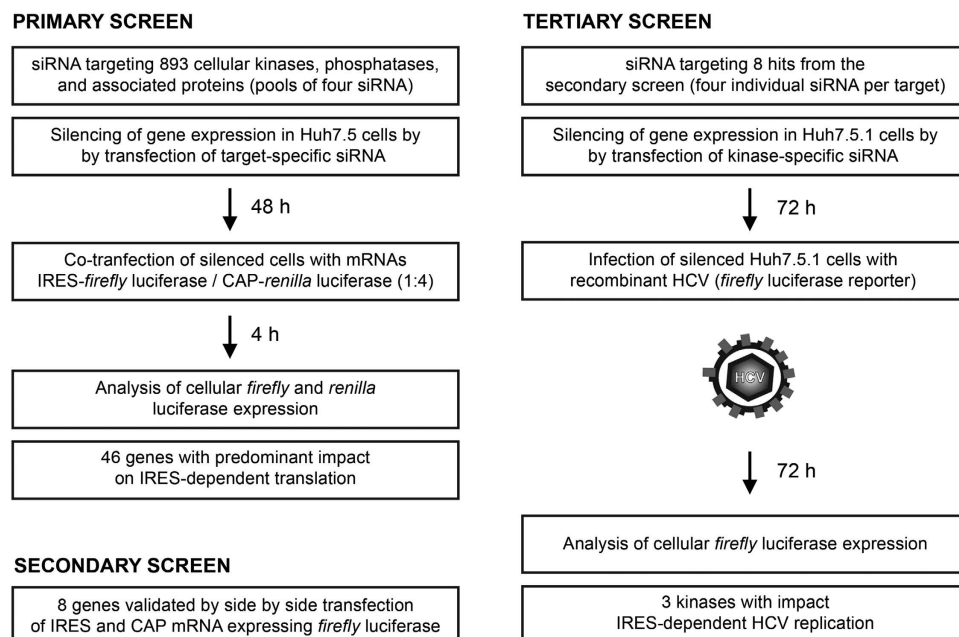 PRIMARY SCREEN
siRNA targeting 893 cellular kinases, phosphatases,
and associated proteins (pools of four siRNA)
Silencing of gene expression in Huh7.5 cells by
by transfection of target-specific siRNA
48 h
Co-tranfection of silenced cells with mRNAs
IRES-firefly luciferase / CAP-renilla luciferase (1:4)
4 h
Analysis of cellular firefly and renilla
luciferase expression
46 genes with predominant impact
on IRES-dependent translation
SECONDARY SCREEN
8 genes validated by side by side transfection
of IRES and CAP mRNA expressing firefly luciferase
TERTIARY SCREEN
siRNA targeting 8 hits from the
secondary screen (four individual siRNA per target)
Silencing of gene expression in Huh7.5.1 cells by
by transfection of kinase-specific siRNA
72 h
Infection of silenced Huh7.5.1 cells with
recombinant HCV (firefly luciferase reporter)
HCV
72 h
Analysis of cellular firefly luciferase expression
3 kinases with impact
IRES-dependent HCV replication